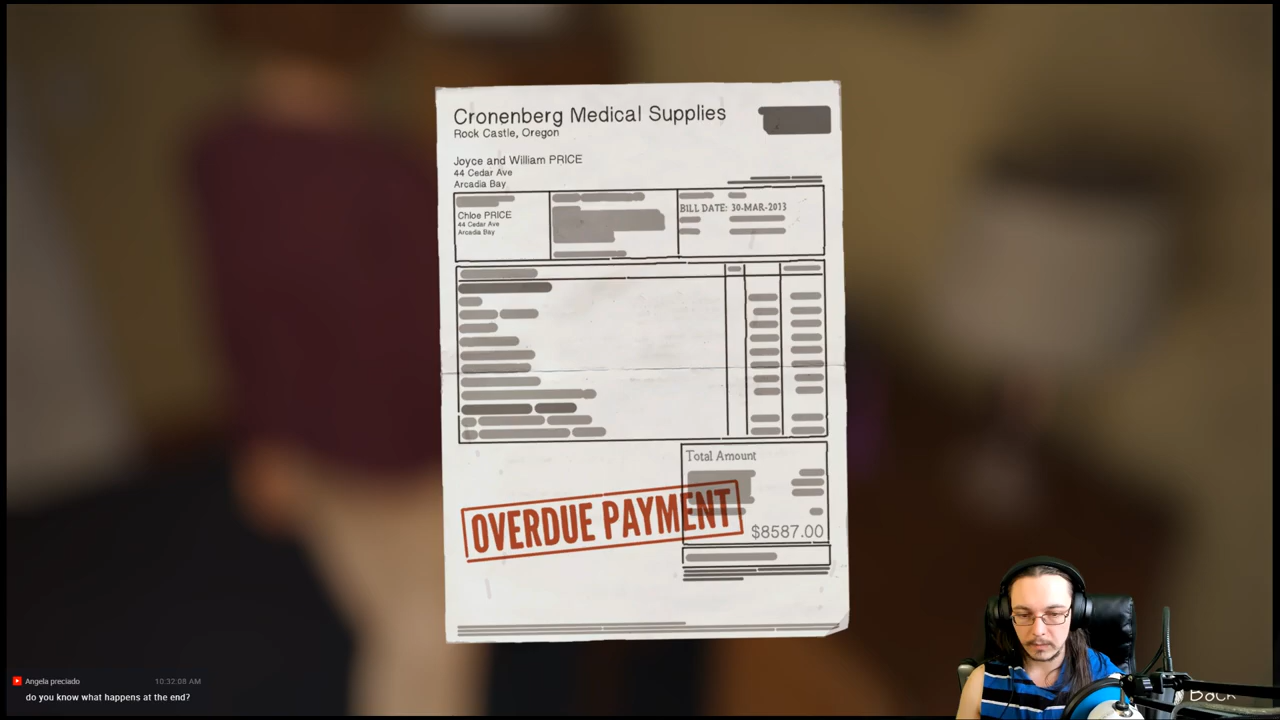 Cronenberg Medical Supplies
Rock Castle, Oregon
Joyce and William PRICE
44 Cedar Ave
Arcadia Bay
Chloe PRICE
44 Cedar Ave
Arcadia Bay
BILL DATE: 30-MAR-2013
Total Amount
OVERDUE PAYMENT
$8587.00
Angela preciado 10:32:08 AM
do you know what happens at the end?
Back